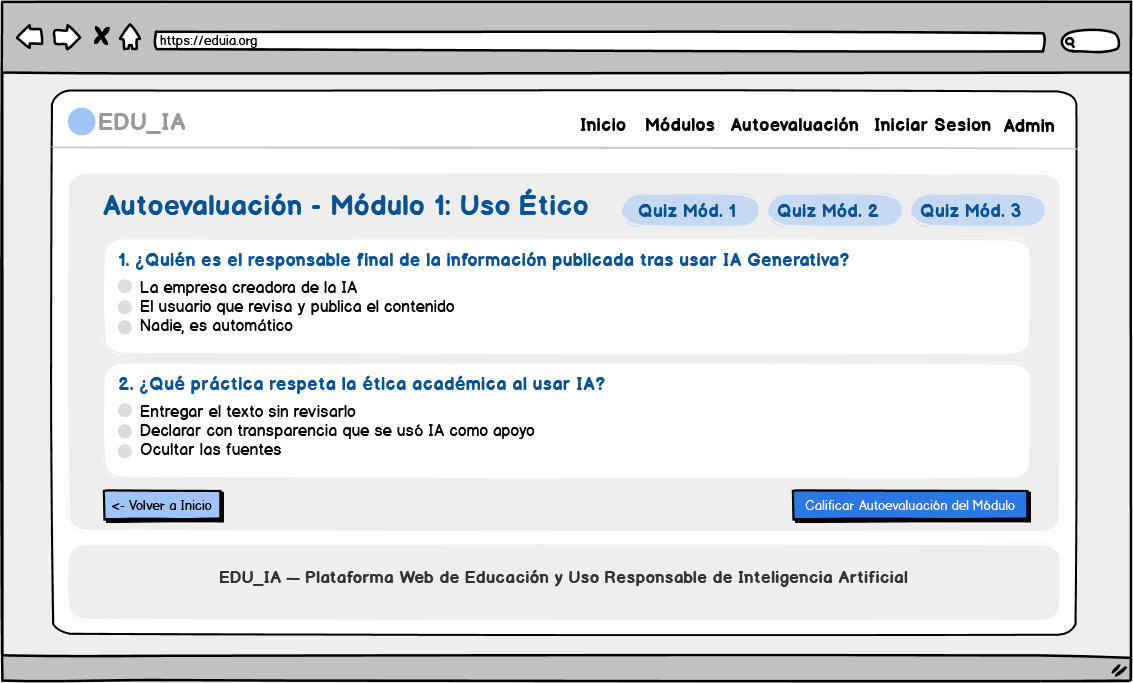 https://eduia.org
EDU_IA
Inicio Módulos Autoevaluación Iniciar Sesion Admin
Autoevaluación - Módulo 1: Uso Ético
Quiz Mód. 1 Quiz Mód. 2 Quiz Mód. 3
1. ¿Quién es el responsable final de la información publicada tras usar IA Generativa?
La empresa creadora de la IA
El usuario que revisa y publica el contenido
Nadie, es automático
2. ¿Qué práctica respeta la ética académica al usar IA?
Entregar el texto sin revisarlo
Declarar con transparencia que se usó IA como apoyo
Ocultar las fuentes
<- Volver a Inicio
Calificar Autoevaluación del Módulo
EDU_IA — Plataforma Web de Educación y Uso Responsable de Inteligencia Artificial